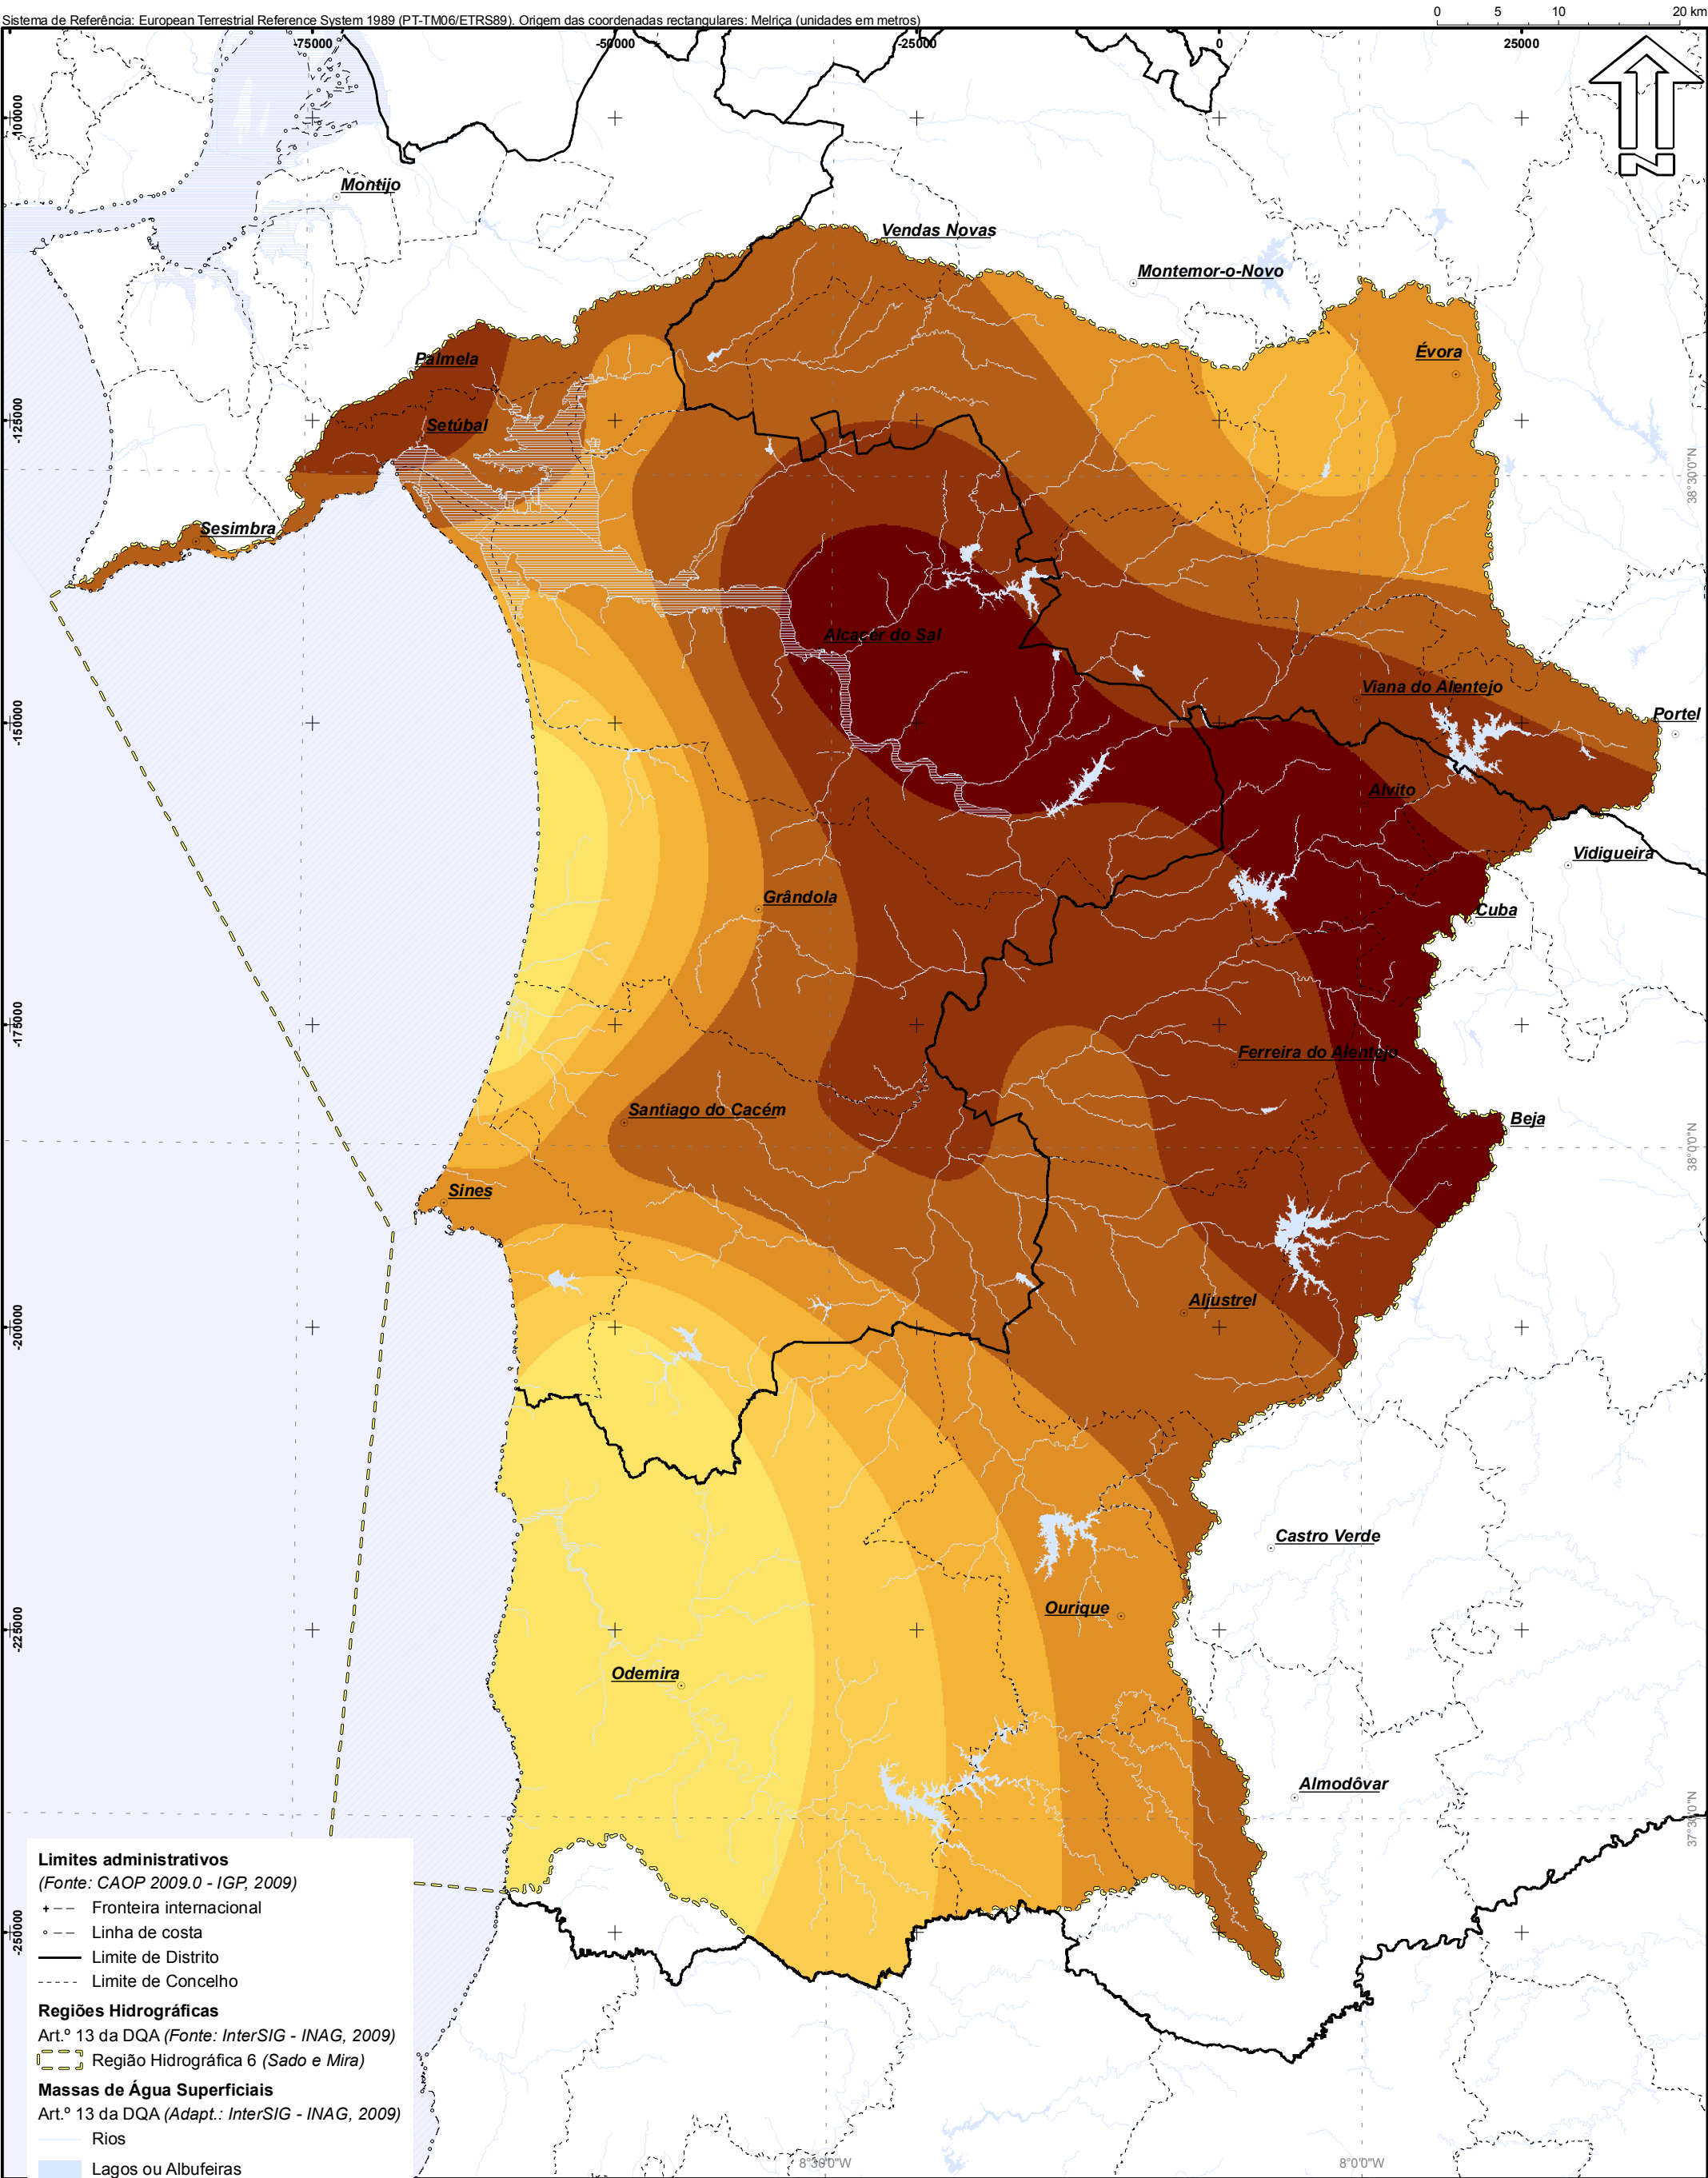 Sistema de Referência: European Terrestrial Reference System 1989 (PT-TM06/ETRS89). Origem das coordenadas rectangulares: Melriça (unidades em metros)
0 5 10 20 km
-75000 -50000 -25000 0 25000
-100000
Montijo
Vendas Novas
Montemor-o-Novo
Évora
Palmela
-125000
Setúbal
38°30'0"N
Sesimbra
Alcácer do Sal
Viana do Alentejo
Portel
-150000
Alvito
Vidigueira
Grândola
Cuba
-175000
Ferreira do Alentejo
Santiago do Cacém
Beja
38°0'0"N
Sines
Aljustrel
-200000
Castro Verde
Ourique
-225000
Odemira
Almodôvar
37°30'0"N
-250000
Limites administrativos
(Fonte: CAOP 2009.0 - IGP, 2009)
Fronteira internacional
Linha de costa
Limite de Distrito
Limite de Concelho
Regiões Hidrográficas
Art.º 13 da DQA (Fonte: InterSIG - INAG, 2009)
Região Hidrográfica 6 (Sado e Mira)
Massas de Água Superficiais
Art.º 13 da DQA (Adapt.: InterSIG - INAG, 2009)
Rios
Lagos ou Albufeiras
8°30'0"W 8°0'0"W
N